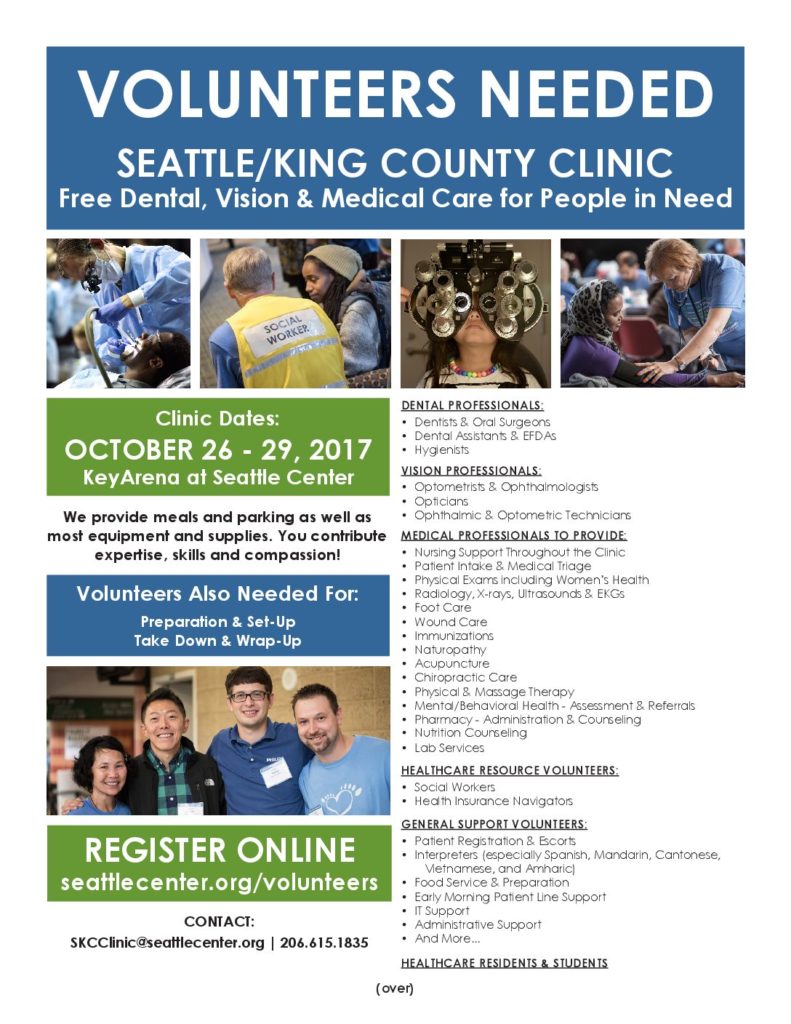 VOLUNTEERS NEEDED
SEATTLE/KING COUNTY CLINIC
Free Dental, Vision & Medical Care for People in Need
SOCIAL
WORKER
Clinic Dates:
OCTOBER 26 - 29, 2017
KeyArena at Seattle Center
We provide meals and parking as well as
most equipment and supplies. You contribute
expertise, skills and compassion!
Volunteers Also Needed For:
Preparation & Set-Up
Take Down & Wrap-Up
REGISTER ONLINE
seattlecenter.org/volunteers
CONTACT:
SKCClinic@seattlecenter.org | 206.615.1835
DENTAL PROFESSIONALS:
• Dentists & Oral Surgeons
• Dental Assistants & EFDAs
• Hygienists
VISION PROFESSIONALS:
• Optometrists & Ophthalmologists
• Opticians
• Ophthalmic & Optometric Technicians
MEDICAL PROFESSIONALS TO PROVIDE:
• Nursing Support Throughout the Clinic
• Patient Intake & Medical Triage
• Physical Exams including Women's Health
• Radiology, X-rays, Ultrasounds & EKGs
• Foot Care
• Wound Care
• Immunizations
• Naturopathy
• Acupuncture
• Chiropractic Care
• Physical & Massage Therapy
• Mental/Behavioral Health - Assessment & Referrals
• Pharmacy - Administration & Counseling
• Nutrition Counseling
• Lab Services
HEALTHCARE RESOURCE VOLUNTEERS:
• Social Workers
• Health Insurance Navigators
GENERAL SUPPORT VOLUNTEERS:
• Patient Registration & Escorts
• Interpreters (especially Spanish, Mandarin, Cantonese,
Vietnamese, and Amharic)
• Food Service & Preparation
• Early Morning Patient Line Support
• IT Support
• Administrative Support
• And More...
HEALTHCARE RESIDENTS & STUDENTS
(over)